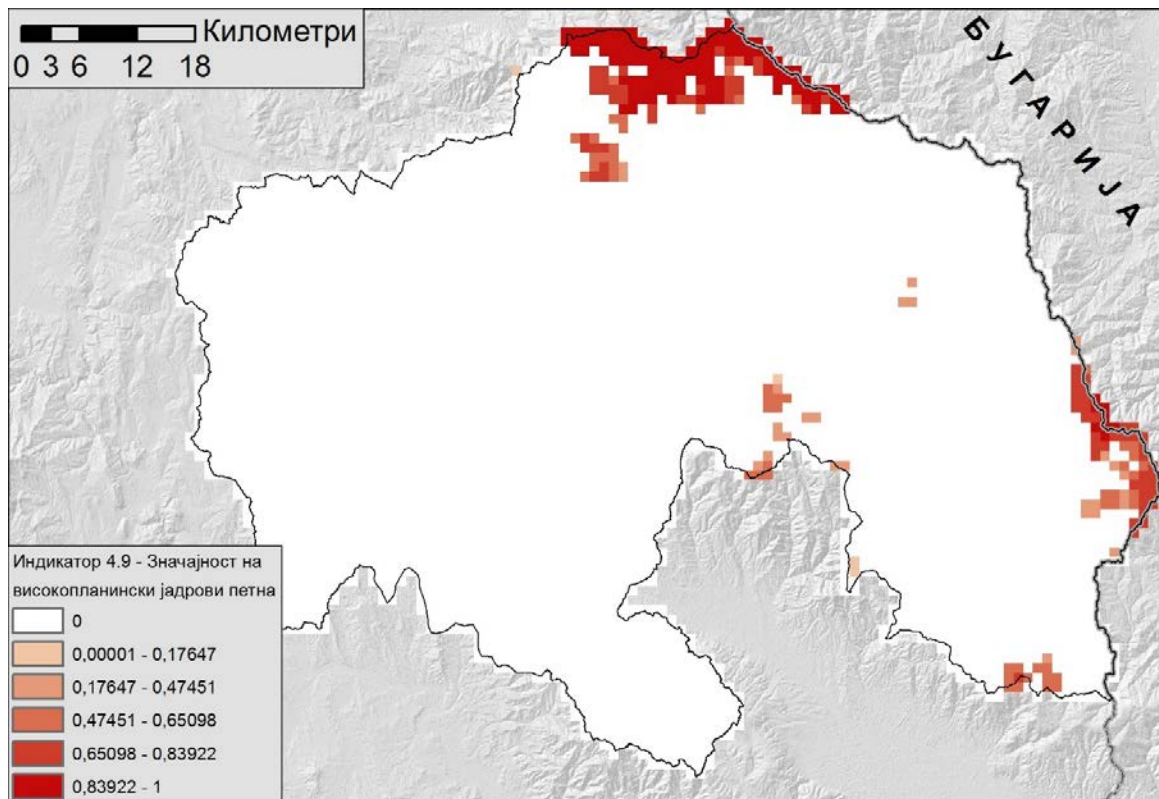 Километри
0 3 6 12 18
БУГАРИЈА
Индикатор 4.9 - Значајност на
високопланински јадрови петна
0
0,00001 - 0,17647
0,17647 - 0,47451
0,47451 - 0,65098
0,65098 - 0,83922
0,83922 - 1